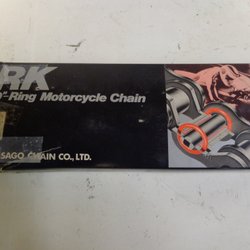 RK
"-Ring Motorcycle Chain
SAGO CHAIN CO., LTD.